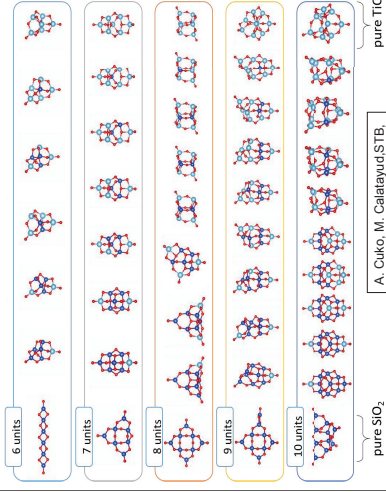 6 units
7 units
8 units
9 units
10 units
pure SiO₂
pure TiO
A. Cuko, M. Calatayud,STB,